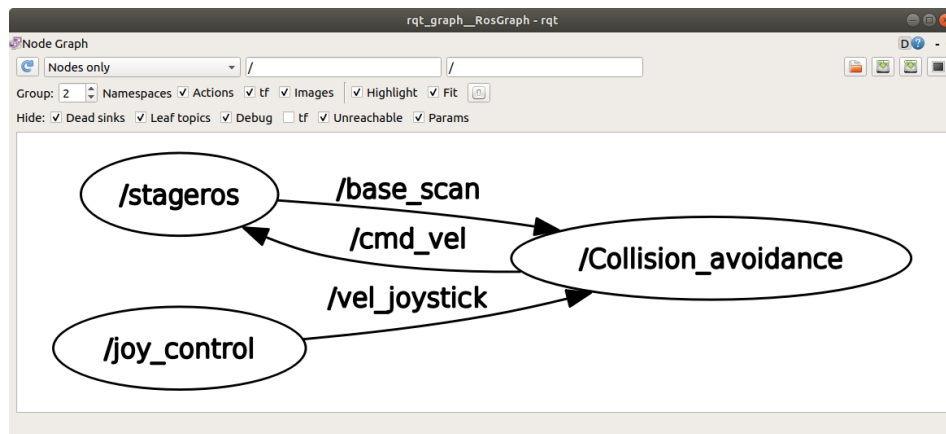 rqt_graph__RosGraph - rqt
Node Graph
D
-
Nodes only
/
/
Group: 2 Namespaces Actions tf Images Highlight Fit
Hide: Dead sinks Leaf topics Debug tf Unreachable Params
/stageros
/base_scan
/cmd_vel
/Collision_avoidance
/vel_joystick
/joy_control